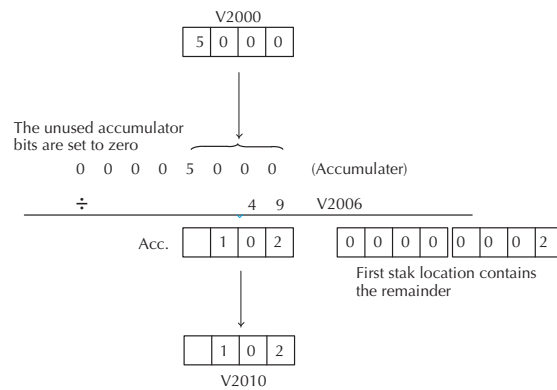 V2000
5 0 0 0
The unused accumulator
bits are set to zero
0 0 0 0 5 0 0 0 (Accumulater)
÷ 4 9 V2006
Acc. 1 0 2 0 0 0 0 0 0 0 2
First stak location contains
the remainder
1 0 2
V2010